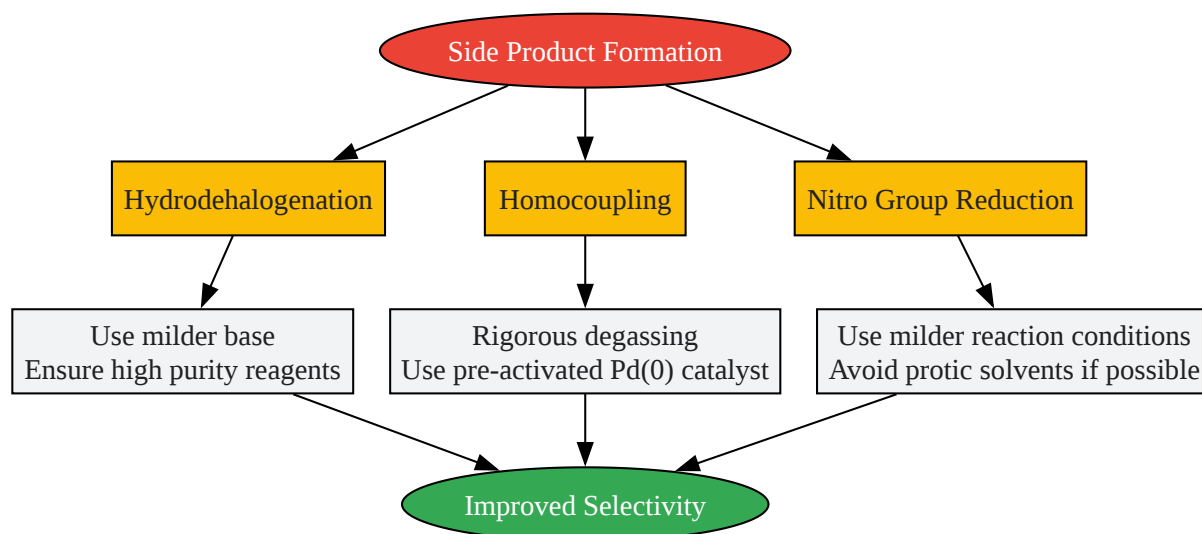 Side Product Formation
Hydrodehalogenation
Homocoupling
Nitro Group Reduction
Use milder base
Ensure high purity reagents
Rigorous degassing
Use pre-activated Pd(0) catalyst
Use milder reaction conditions
Avoid protic solvents if possible
Improved Selectivity